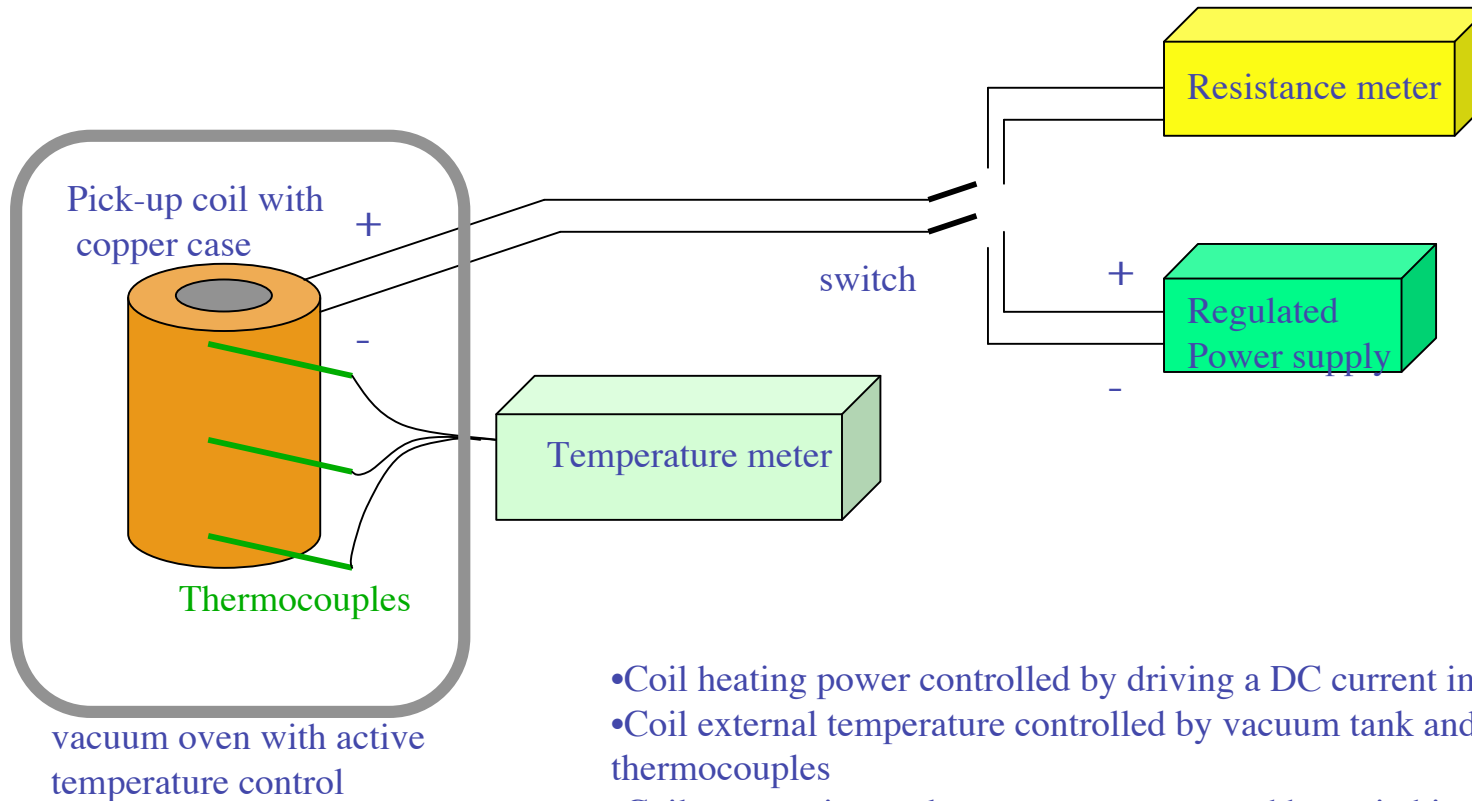 Resistance meter
Pick-up coil with
copper case
+
switch
+
Regulated
Power supply
-
-
Temperature meter
Thermocouples
•Coil heating power controlled by driving a DC current in
•Coil external temperature controlled by vacuum tank and
thermocouples
vacuum oven with active
temperature control